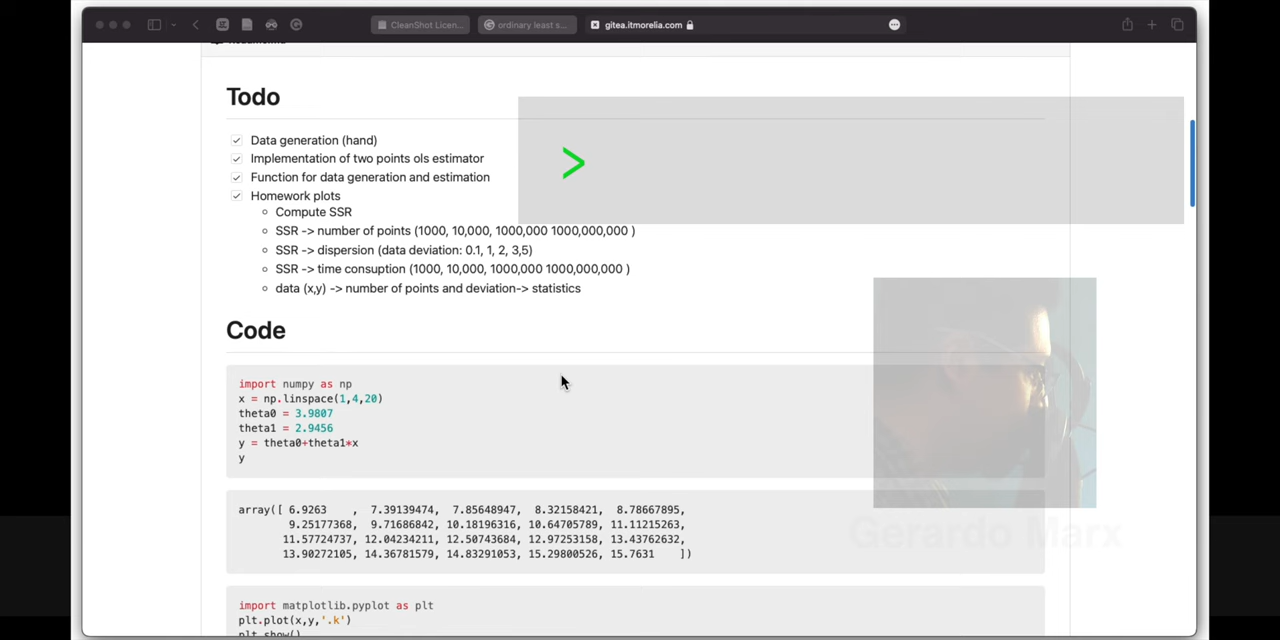 CleanShot Licen...
ordinary least s...
gitea.itmorelia.com
Todo
Data generation (hand)
Implementation of two points ols estimator
>
Function for data generation and estimation
Homework plots
Compute SSR
SSR -> number of points (1000, 10,000, 1000,000 1000,000,000 )
SSR -> dispersion (data deviation: 0.1, 1, 2, 3,5)
SSR -> time consuption (1000, 10,000, 1000,000 1000,000,000 )
data (x,y) -> number of points and deviation-> statistics
Code
import numpy as np
x = np.linspace(1,4,20)
theta0 = 3.9807
theta1 = 2.9456
y = theta0+theta1*x
y
array([ 6.9263    ,  7.39139474,  7.85648947,  8.32158421,  8.78667895,
9.25177368,  9.71686842, 10.18196316, 10.64705789, 11.11215263,
11.57724737, 12.04234211, 12.50743684, 12.97253158, 13.43762632,
13.90272105, 14.36781579, 14.83291053, 15.29800526, 15.7631    ])
Gerardo Marx
import matplotlib.pyplot as plt
plt.plot(x,y,'.k')
plt.show()